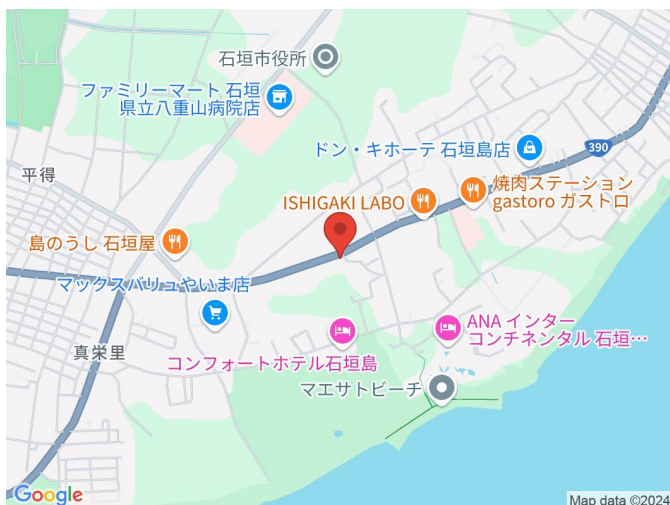 石垣市役所
ファミリーマート 石垣
県立八重山病院店
ドン・キホーテ 石垣島店
390
平得
焼肉ステーション
gastoro ガストロ
ISHIGAKI LABO
島のうし 石垣屋
マックスバリュやいま店
ANA インター
コンチネンタル 石垣…
真栄里
コンフォートホテル石垣島
マエサトビーチ
Google
Map data ©2024